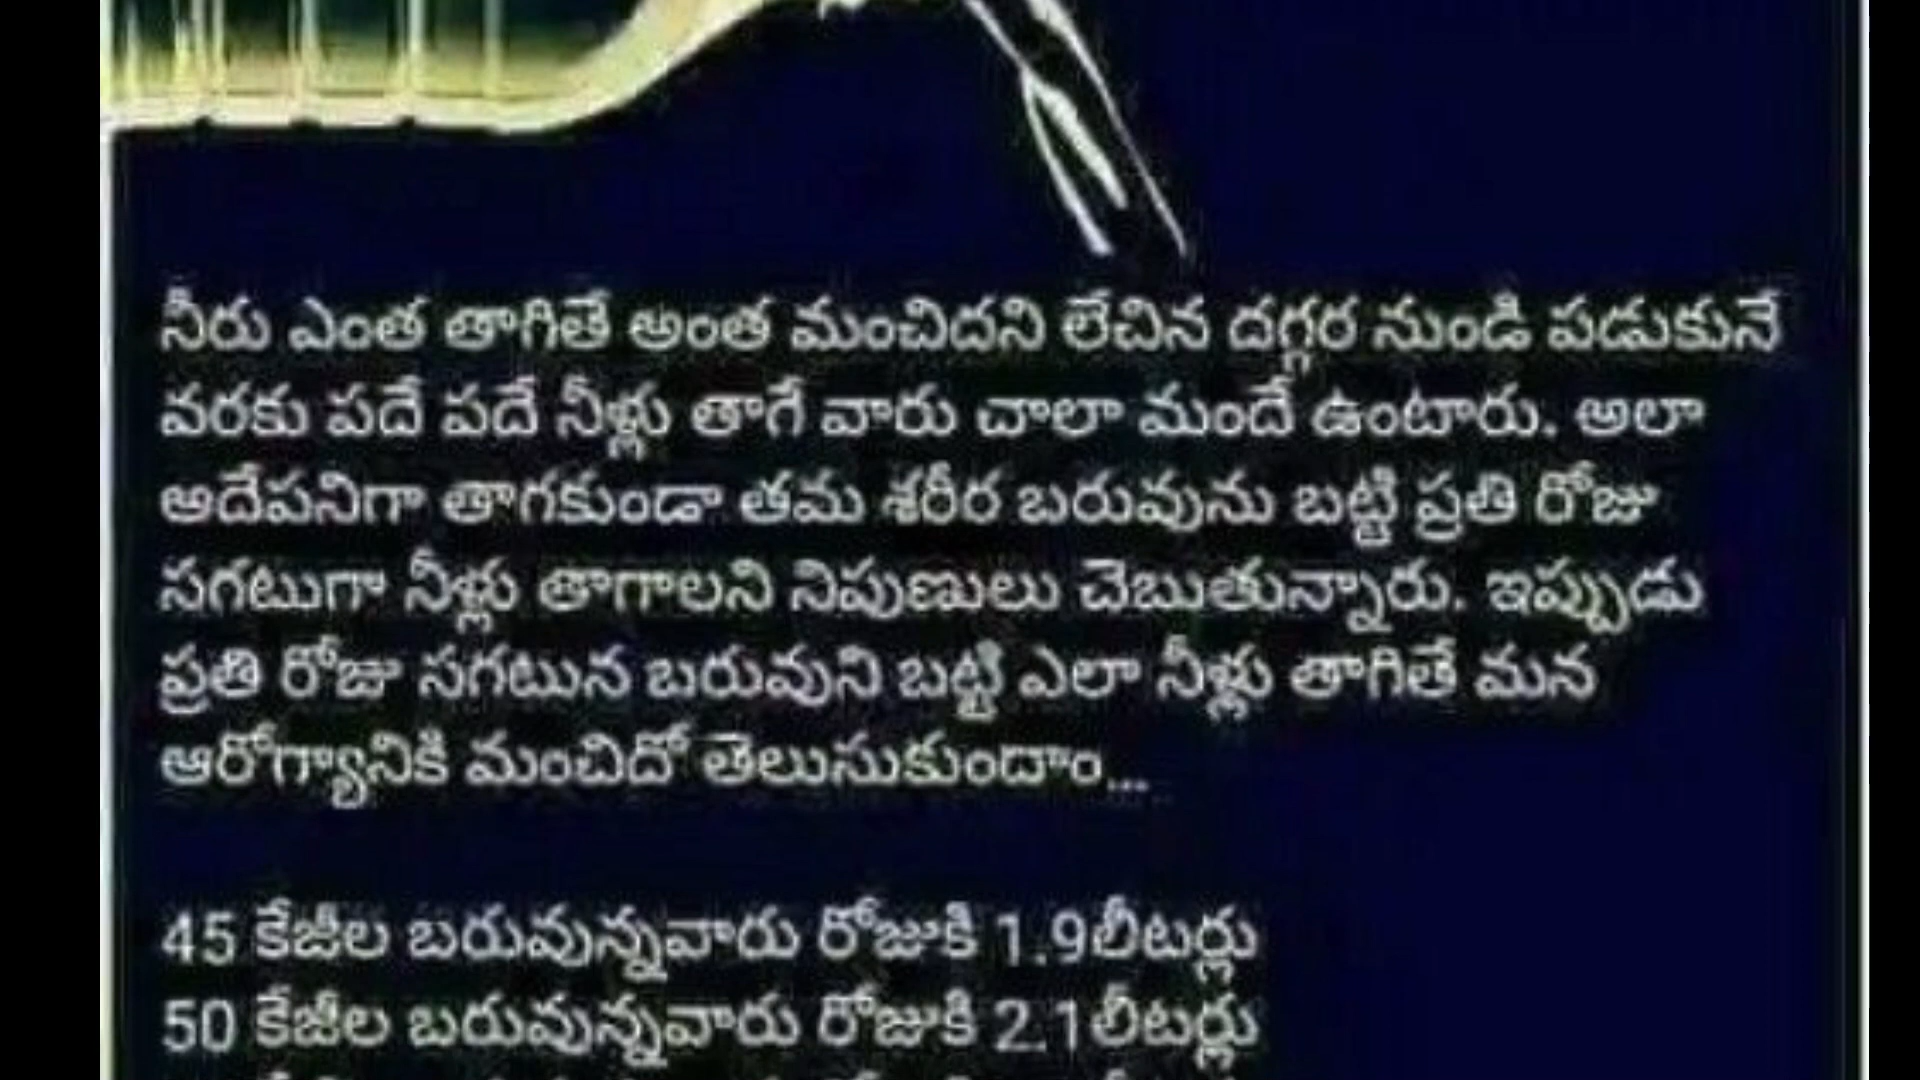 నీరు ఎంత తాగితే అంత మంచిదని లేచిన దగ్గర నుండి పడుకునే
వరకు పదే పదే నీళ్లు తాగే వారు చాలా మందే ఉంటారు. అలా
అదేపనిగా తాగకుండా తమ శరీర బరువును బట్టి ప్రతి రోజు
సగటుగా నీళ్లు తాగాలని నిపుణులు చెబుతున్నారు. ఇప్పుడు
ప్రతి రోజు సగటున బరువుని బట్టి ఎలా నీళ్లు తాగితే మన
ఆరోగ్యానికి మంచిదో తెలుసుకుందాం...
45 కేజీల బరువున్నవారు రోజుకి 1.9లీటర్లు
50 కేజీల బరువున్నవారు రోజుకి 2.1లీటర్లు